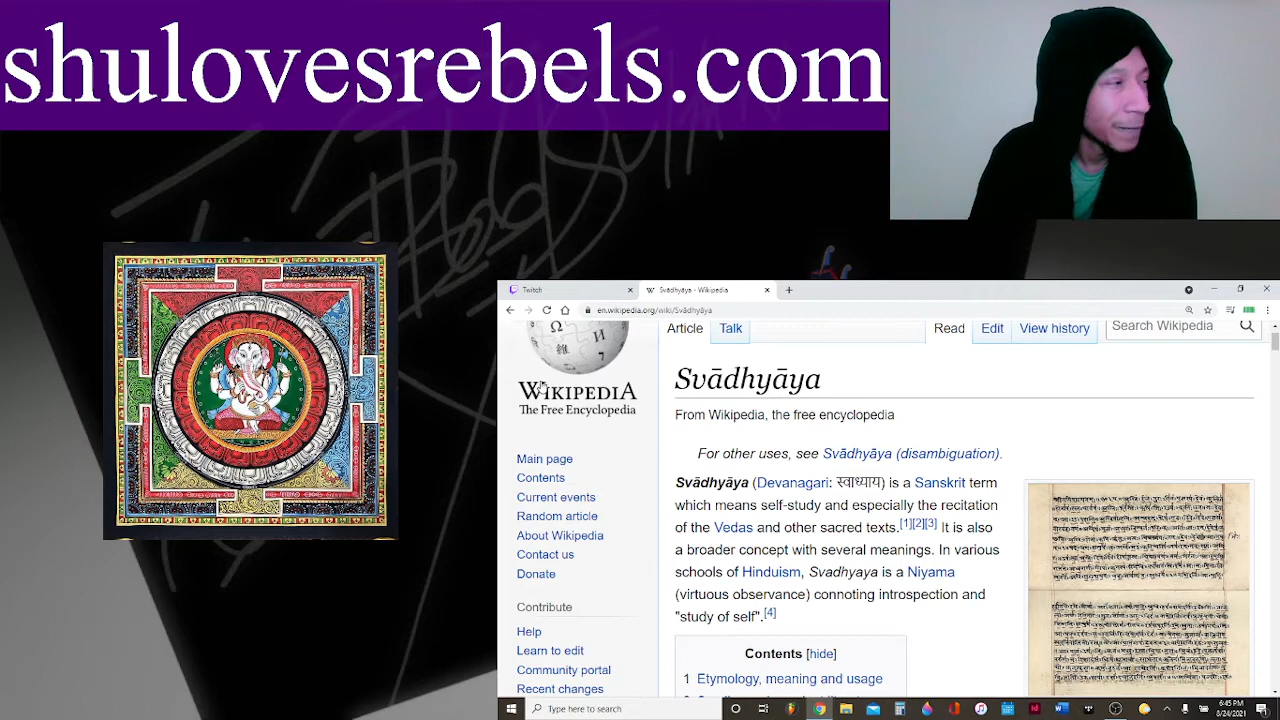 shulovesrebels.com
Twitch
Svādhyāya - Wikipedia
en.wikipedia.org/wiki/Svādhyāya
WIKIPEDIA
The Free Encyclopedia
Main page
Contents
Current events
Random article
About Wikipedia
Contact us
Donate
Contribute
Help
Learn to edit
Community portal
Recent changes
Article Talk Read Edit View history Search Wikipedia
Svādhyāya
From Wikipedia, the free encyclopedia
For other uses, see Svādhyāya (disambiguation).
Svādhyāya (Devanagari: स्वाध्याय) is a Sanskrit term
which means self-study and especially the recitation
of the Vedas and other sacred texts.[1][2][3] It is also
a broader concept with several meanings. In various
schools of Hinduism, Svadhyaya is a Niyama
(virtuous observance) connoting introspection and
"study of self".[4]
Contents [hide]
1 Etymology, meaning and usage
Type here to search
6:45 PM
8/24/2021